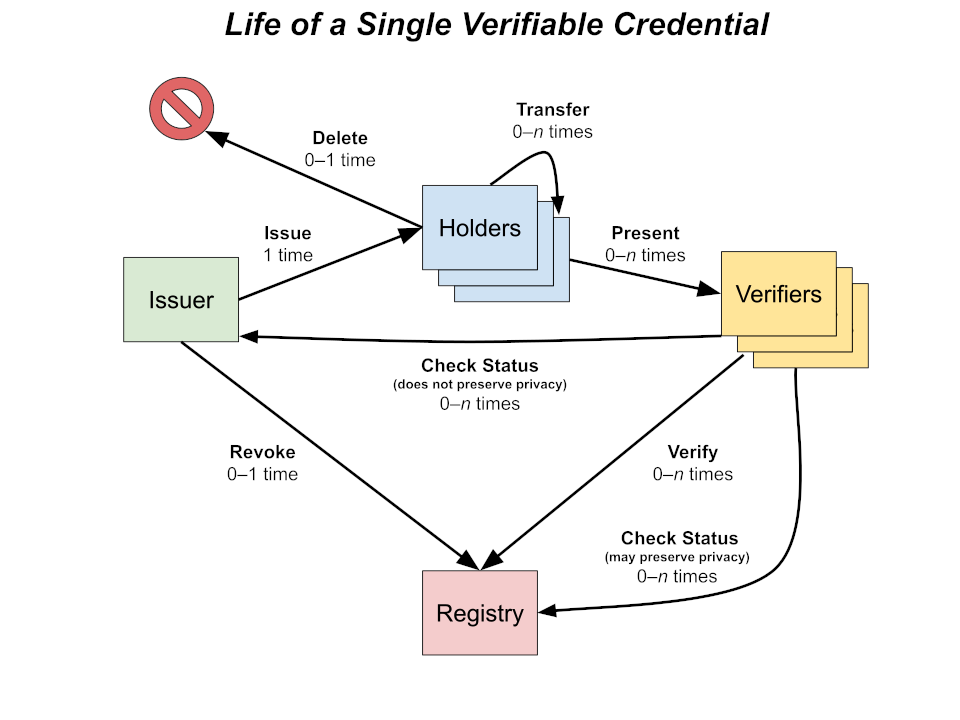 Life of a Single Verifiable Credential
Transfer
0–n times
Delete
0–1 time
Holders
Issue
1 time
Present
0–n times
Issuer
Verifiers
Check Status
(does not preserve privacy)
0–n times
Revoke
0–1 time
Verify
0–n times
Check Status
(may preserve privacy)
0–n times
Registry